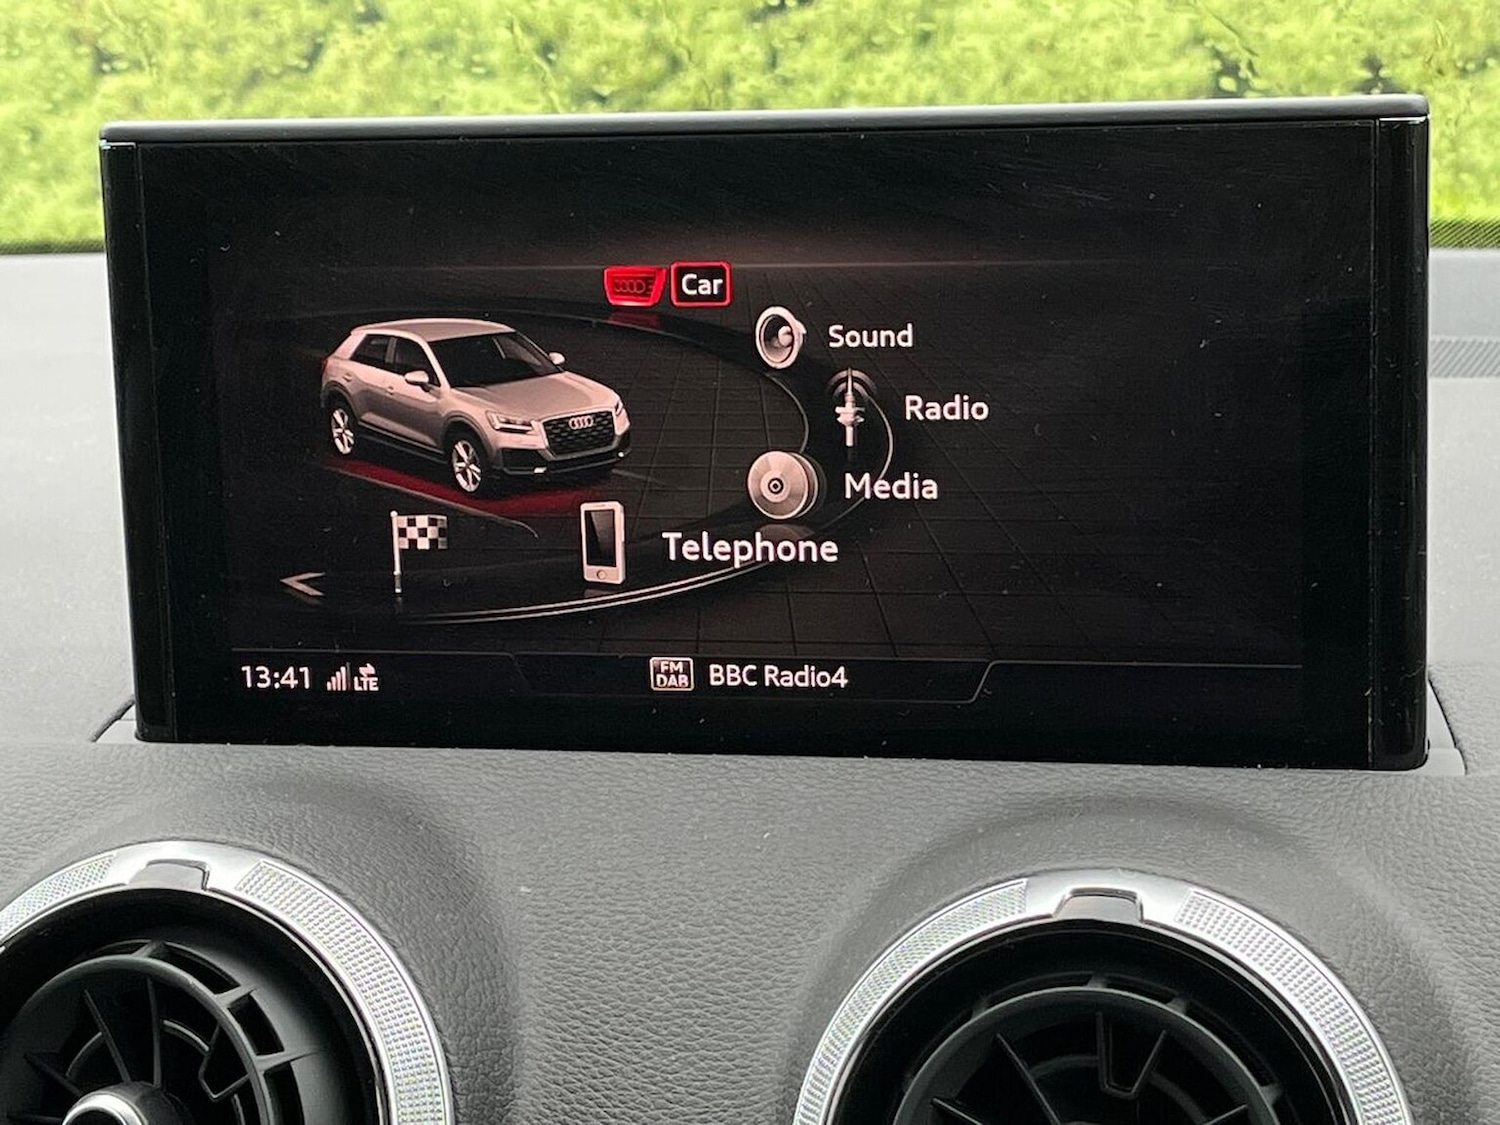 Car
Sound
Radio
Media
Telephone
13:41 LTE
FM
DAB
BBC Radio4